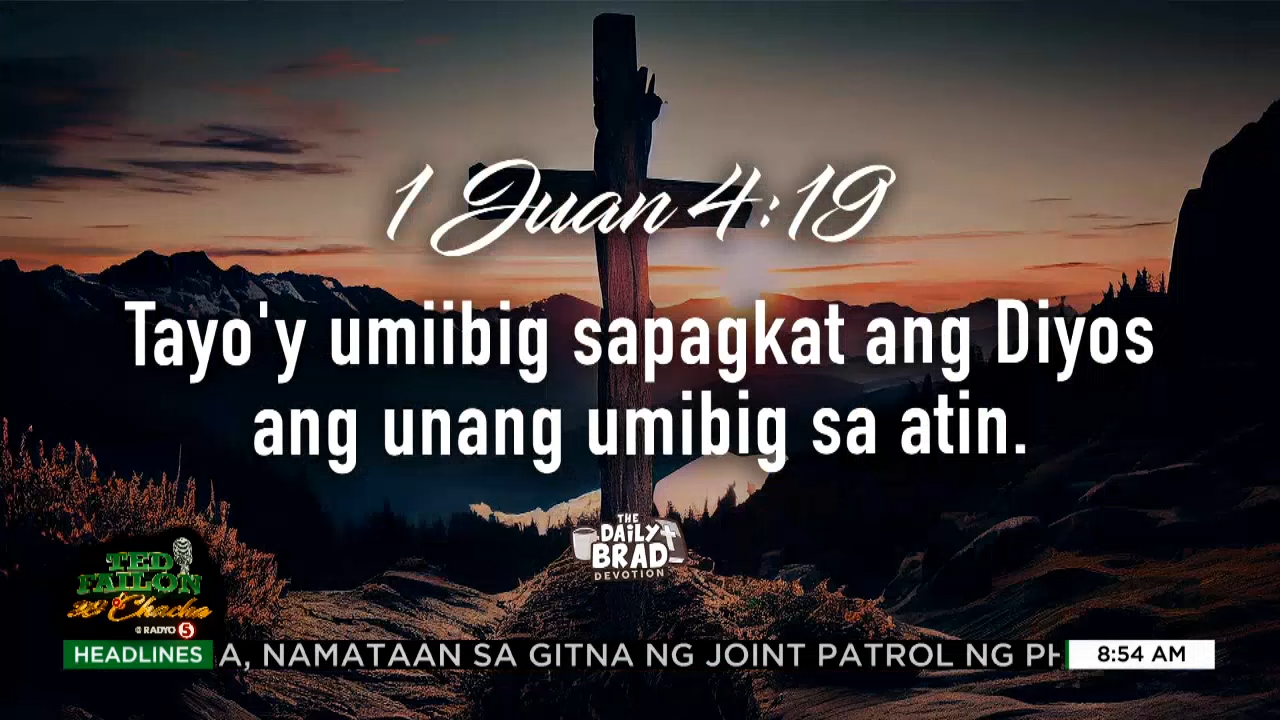 1 Juan 4:19
Tayo'y umiibig sapagkat ang Diyos
ang unang umibig sa atin.
THE
DAILY
BRAD
DEVOTION
TED
FAILON
Chacha
@ RADYO 5
HEADLINES A, NAMATAAN SA GITNA NG JOINT PATROL NG PH 8:54 AM